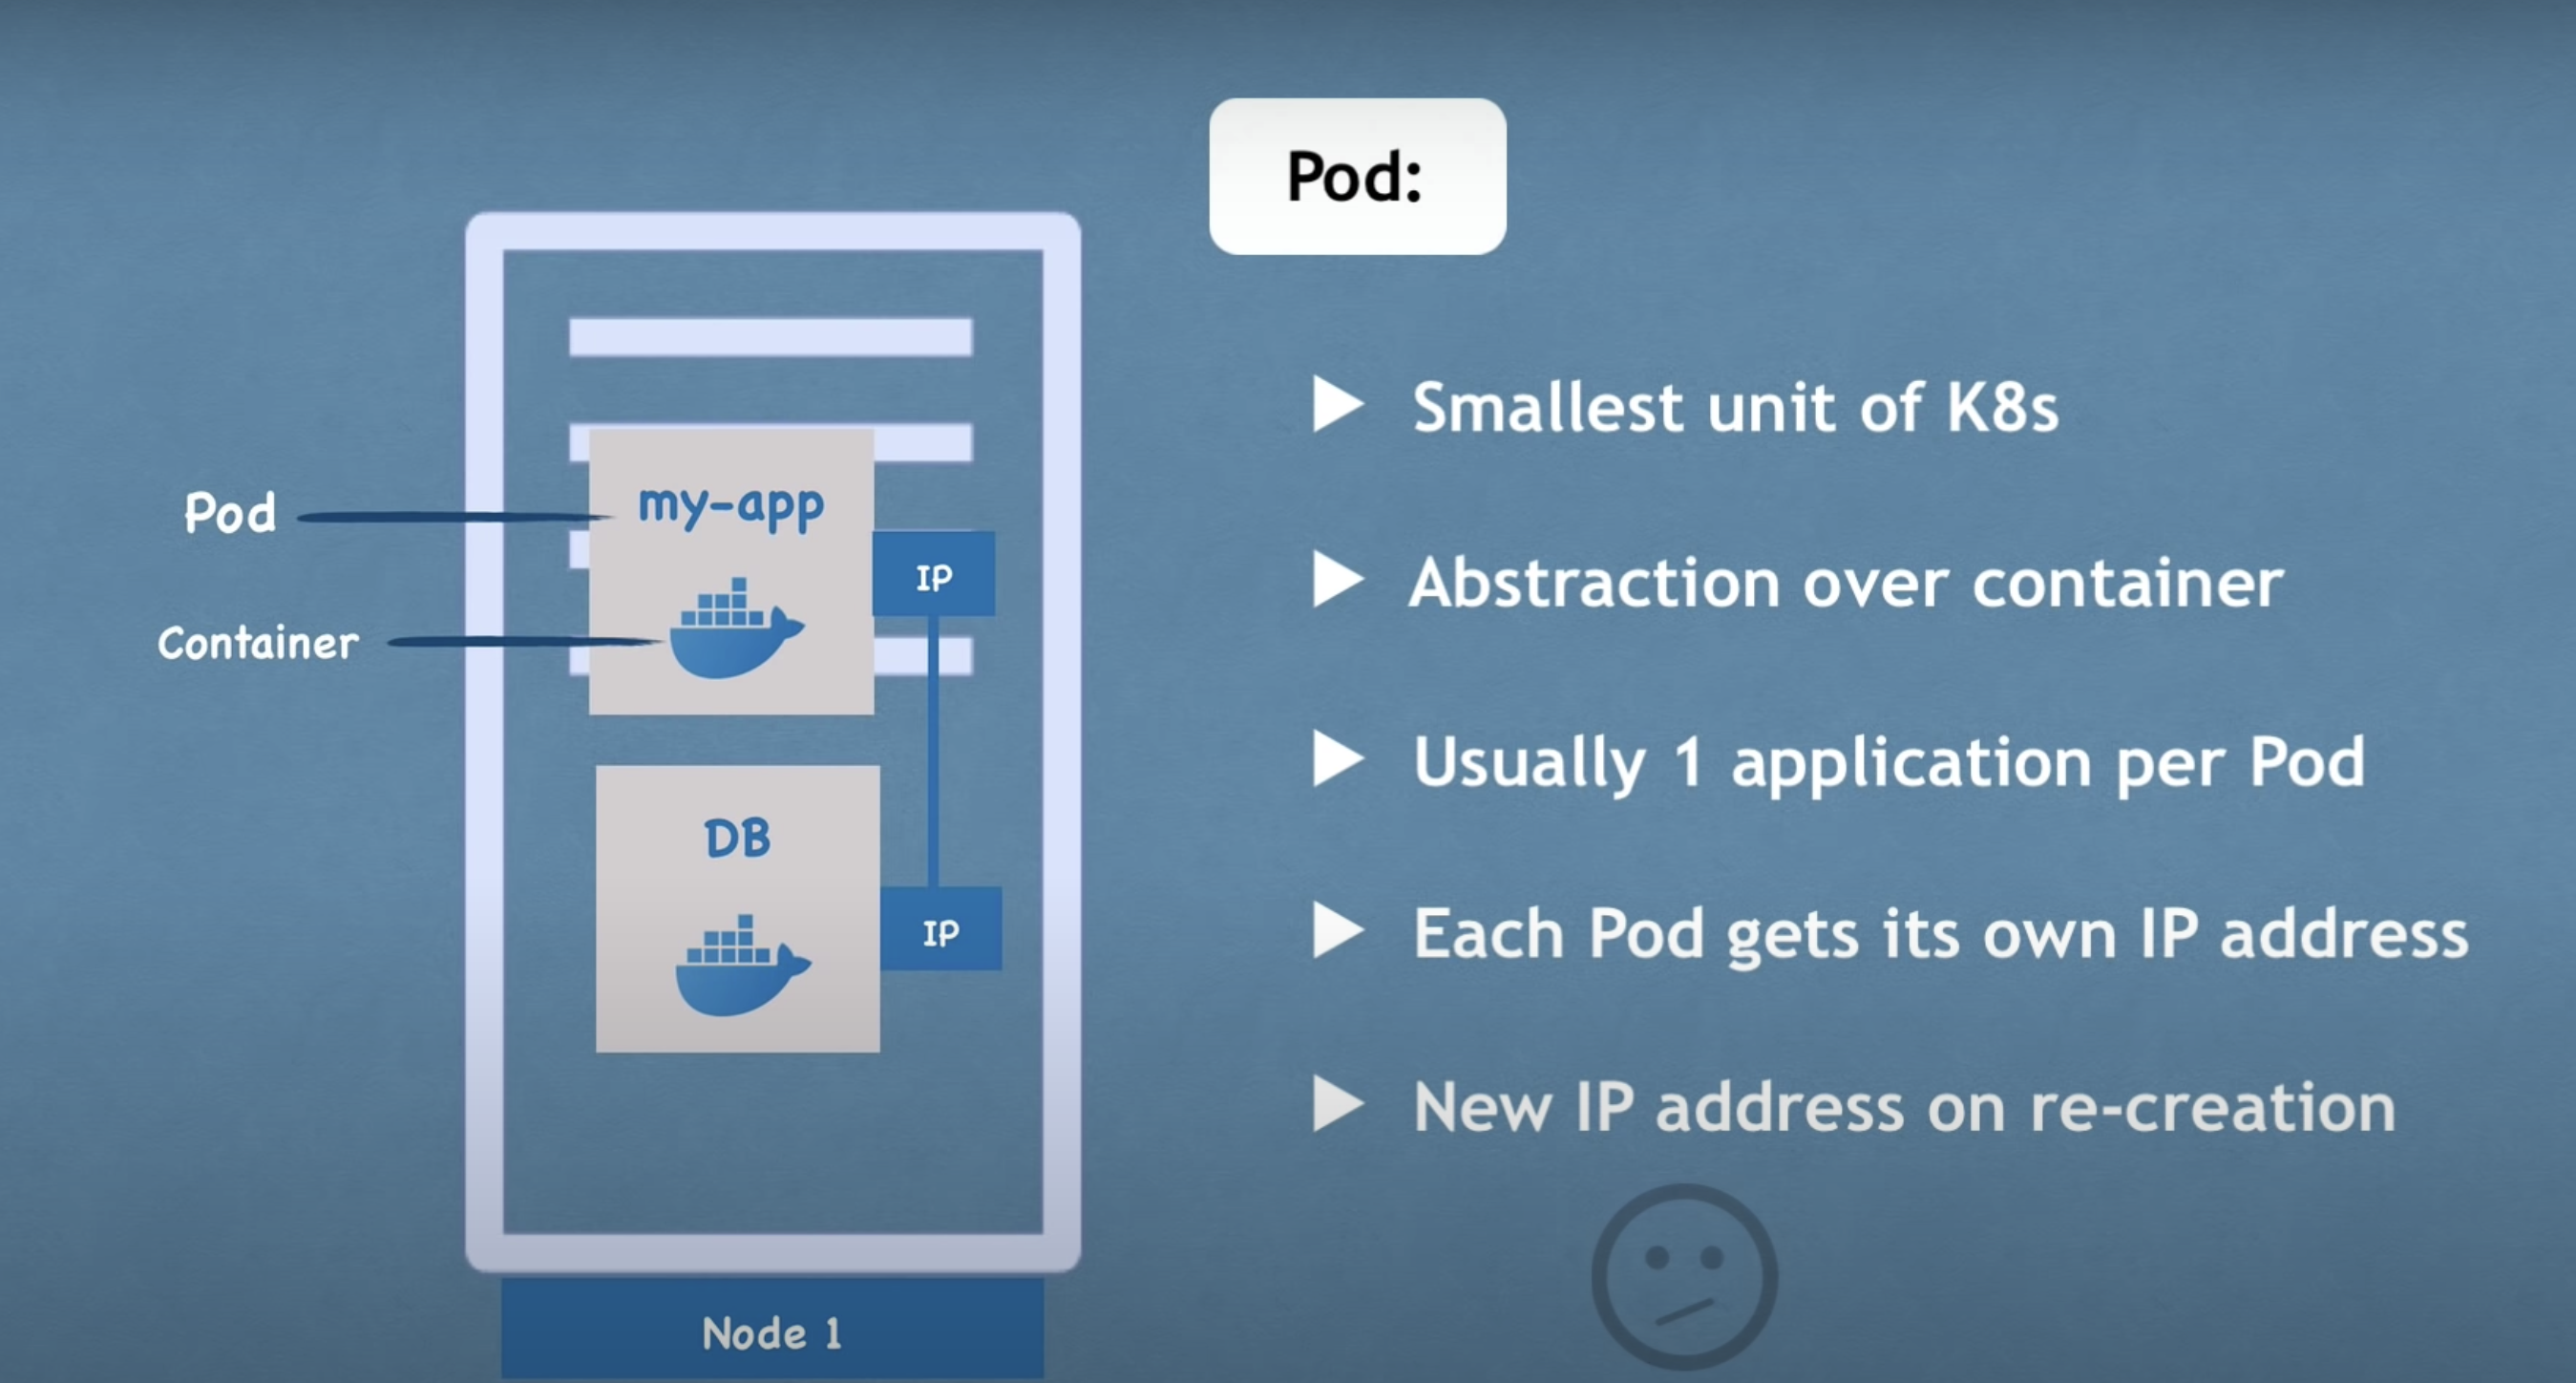 Pod:
Smallest unit of K8s
Abstraction over container
Usually 1 application per Pod
Each Pod gets its own IP address
New IP address on re-creation
Pod
Container
my-app
IP
DB
IP
Node 1